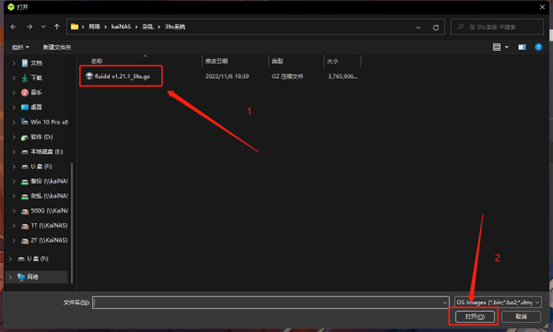 打开
网络 > kaiNAS > 杂乱 > 3lts系统
在 3lts系统 中搜索
组织 新建文件夹
名称 修改日期 类型 大小
文档
下载
音乐
桌面
Win 10 Pro x6
软件 (D:)
本地磁盘 (E:)
U 盘 (F:)
备份 (\\kaiNAS)
杂乱 (\\kaiNAS)
500G (\\KaiNAS)
1T (\\KaiNAS)
2T (\\KaiNAS)
U 盘 (F:)
网络
fluidd v1.21.1_3lts.gz 2022/11/6 19:39 GZ 压缩文件 3,765,906...
1
2
文件名(N):
OS Images (*.bin;*.bz2;*.dmg
打开(O) 取消